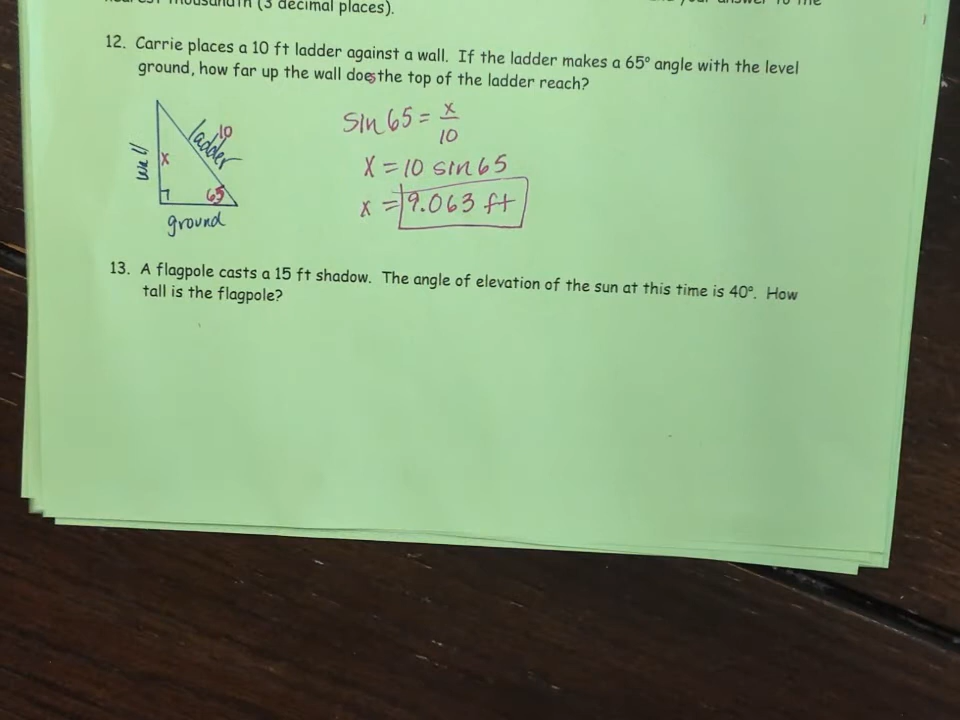 (3 decimal places).
12. Carrie places a 10 ft ladder against a wall. If the ladder makes a 65° angle with the level
ground, how far up the wall does the top of the ladder reach?
wall
x
ladder
10
65
ground
sin 65 = x/10
x = 10 sin 65
x = 9.063 ft
13. A flagpole casts a 15 ft shadow. The angle of elevation of the sun at this time is 40°. How
tall is the flagpole?